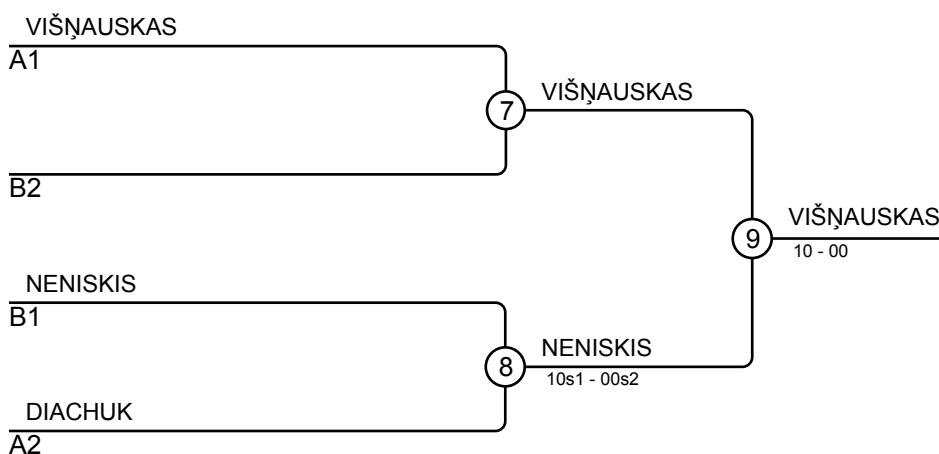 VIŠŅAUSKAS
A1
7
VIŠŅAUSKAS
B2
9
VIŠŅAUSKAS
10 - 00
NENISKIS
B1
8
NENISKIS
10s1 - 00s2
DIACHUK
A2